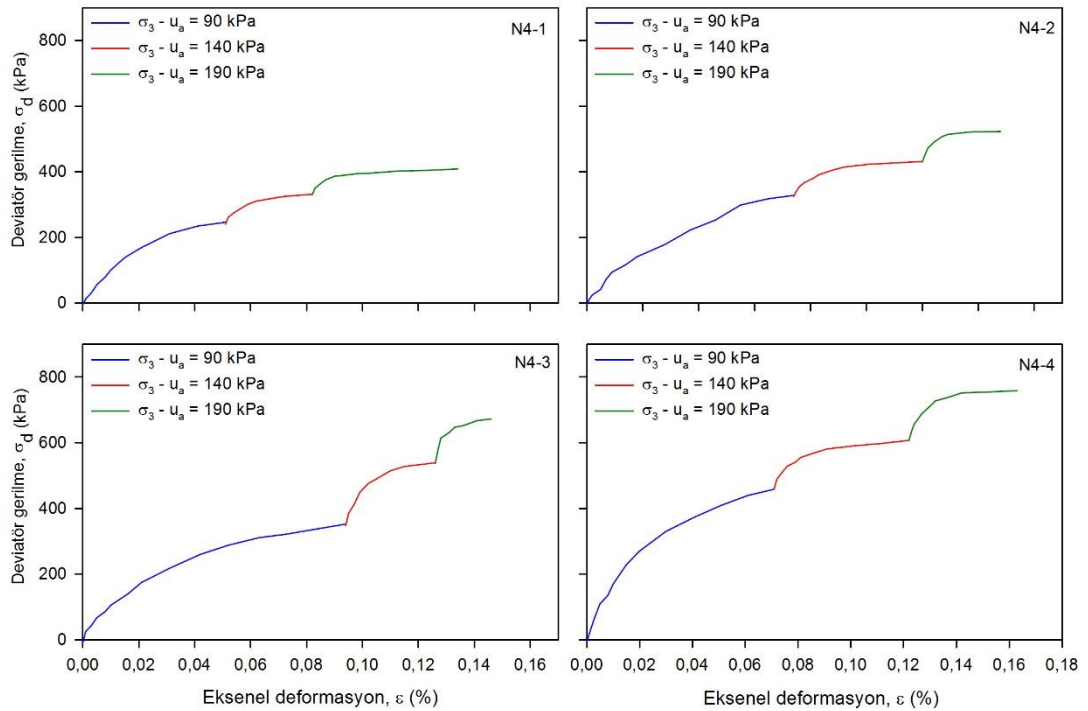 σ3 - ua = 90 kPa
σ3 - ua = 140 kPa
σ3 - ua = 190 kPa
N4-1
800
600
400
200
0
Deviatör gerilme, σd (kPa)
σ3 - ua = 90 kPa
σ3 - ua = 140 kPa
σ3 - ua = 190 kPa
N4-2
σ3 - ua = 90 kPa
σ3 - ua = 140 kPa
σ3 - ua = 190 kPa
N4-3
800
600
400
200
0
Deviatör gerilme, σd (kPa)
0,00 0,02 0,04 0,06 0,08 0,10 0,12 0,14 0,16
Eksenel deformasyon, ε (%)
σ3 - ua = 90 kPa
σ3 - ua = 140 kPa
σ3 - ua = 190 kPa
N4-4
0,00 0,02 0,04 0,06 0,08 0,10 0,12 0,14 0,16 0,18
Eksenel deformasyon, ε (%)